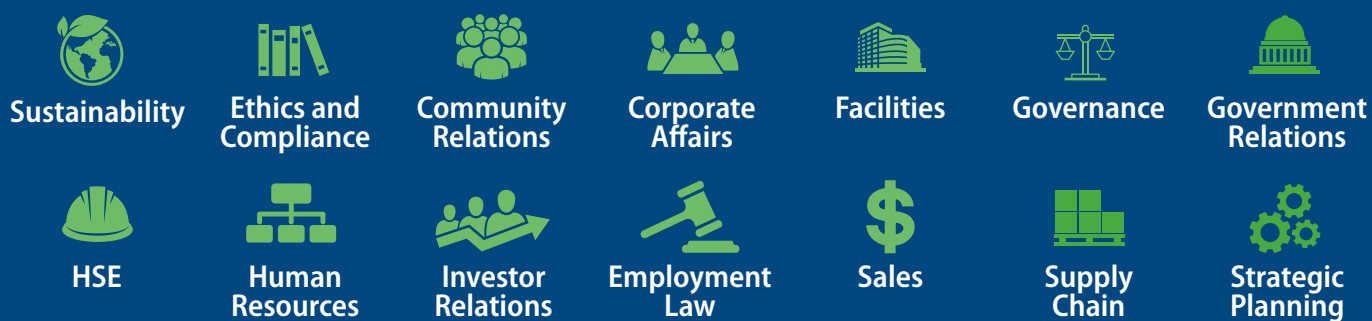 Sustainability
Ethics and
Compliance
Community
Relations
Corporate
Affairs
Facilities
Governance
Government
Relations
HSE
Human
Resources
Investor
Relations
Employment
Law
$
Sales
Supply
Chain
Strategic
Planning